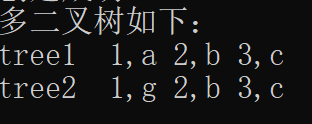 多二叉树如下：
tree1  1,a 2,b 3,c
tree2  1,g 2,b 3,c